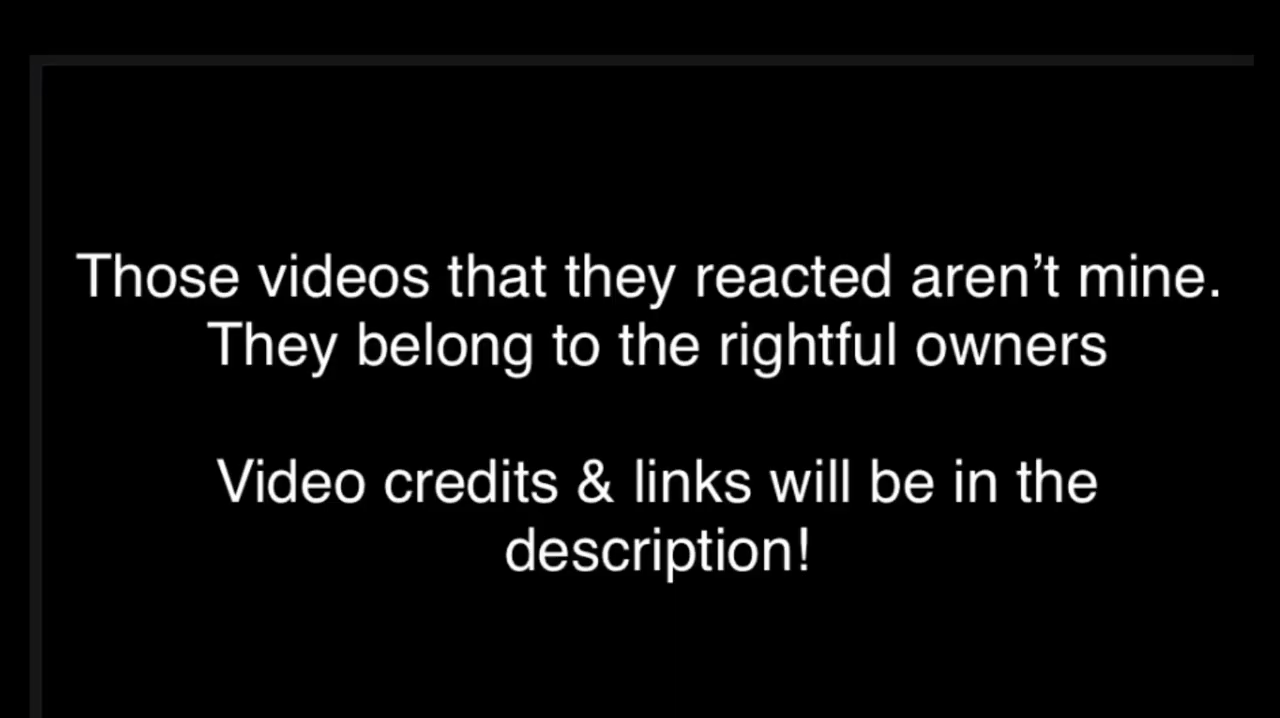 Those videos that they reacted aren’t mine.
They belong to the rightful owners
Video credits & links will be in the
description!